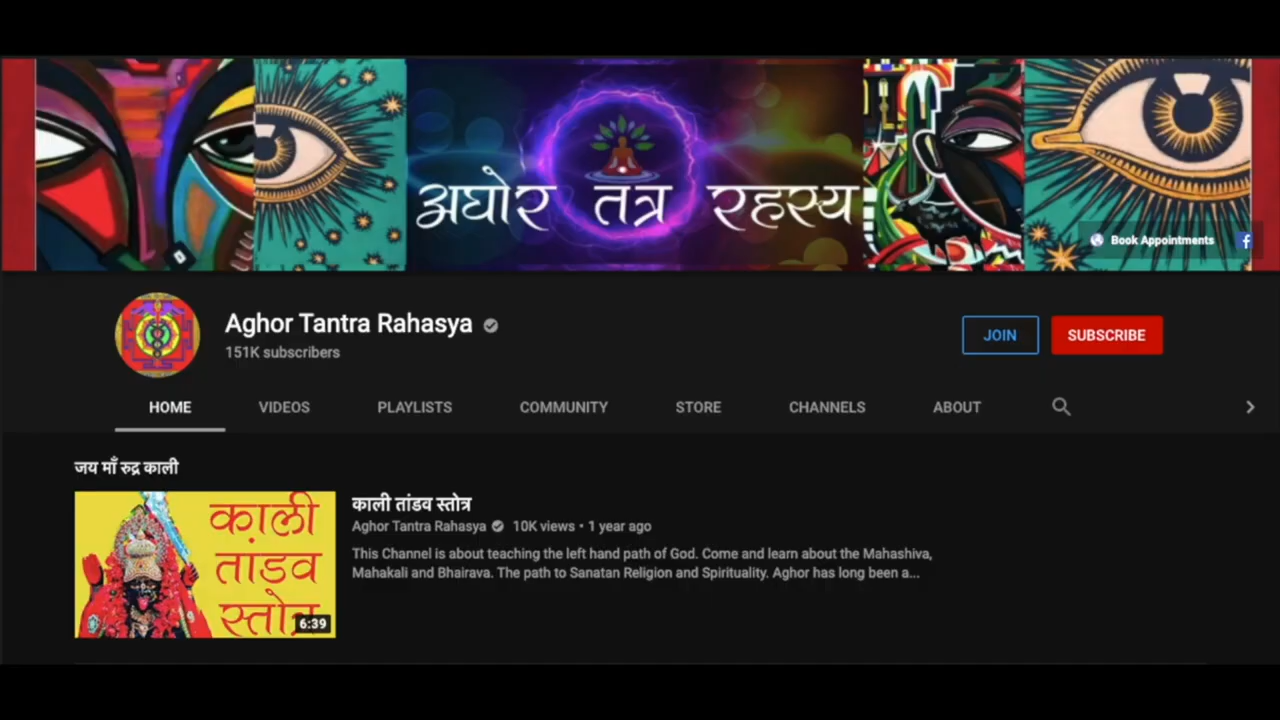 अघोर तत्र रहस्य
Book Appointments
Aghor Tantra Rahasya
151K subscribers
JOIN
SUBSCRIBE
HOME VIDEOS PLAYLISTS COMMUNITY STORE CHANNELS ABOUT
जय माँ रुद्र काली
काली
तांडव
स्तोत्र
6:39
काली तांडव स्तोत्र
Aghor Tantra Rahasya 10K views • 1 year ago
This Channel is about teaching the left hand path of God. Come and learn about the Mahashiva,
Mahakali and Bhairava. The path to Sanatan Religion and Spirituality. Aghor has long been a...